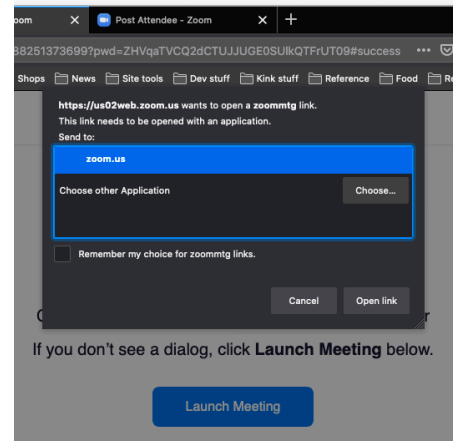 oom
Post Attendee - Zoom
88251373699?pwd=ZHVqaTVCQ2dCTUJJUGE0SUlkQTFrUT09#success
Shops News Site tools Dev stuff Kink stuff Reference Food Re
https://us02web.zoom.us wants to open a zoommtg link.
This link needs to be opened with an application.
Send to:
zoom.us
Choose other Application
Choose...
Remember my choice for zoommtg links.
Cancel Open link
If you don't see a dialog, click Launch Meeting below.
Launch Meeting